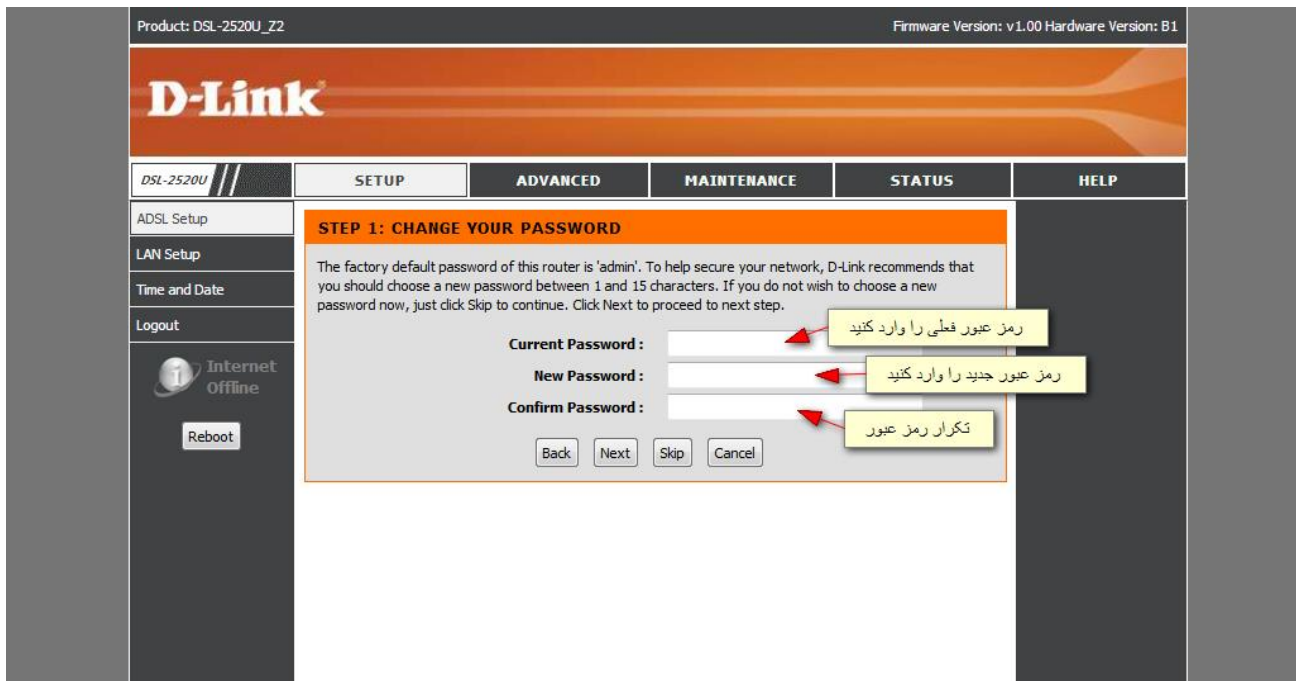 Product: DSL-2520U_Z2
Firmware Version: v1.00 Hardware Version: B1
D-Link
DSL-2520U
SETUP
ADVANCED
MAINTENANCE
STATUS
HELP
ADSL Setup
LAN Setup
Time and Date
Logout
Internet
Offline
Reboot
STEP 1: CHANGE YOUR PASSWORD
The factory default password of this router is 'admin'. To help secure your network, D-Link recommends that
you should choose a new password between 1 and 15 characters. If you do not wish to choose a new
password now, just click Skip to continue. Click Next to proceed to next step.
Current Password :
رمز عبور فعلی را وارد کنید
New Password :
رمز عبور جدید را وارد کنید
Confirm Password :
تکرار رمز عبور
Back
Next
Skip
Cancel